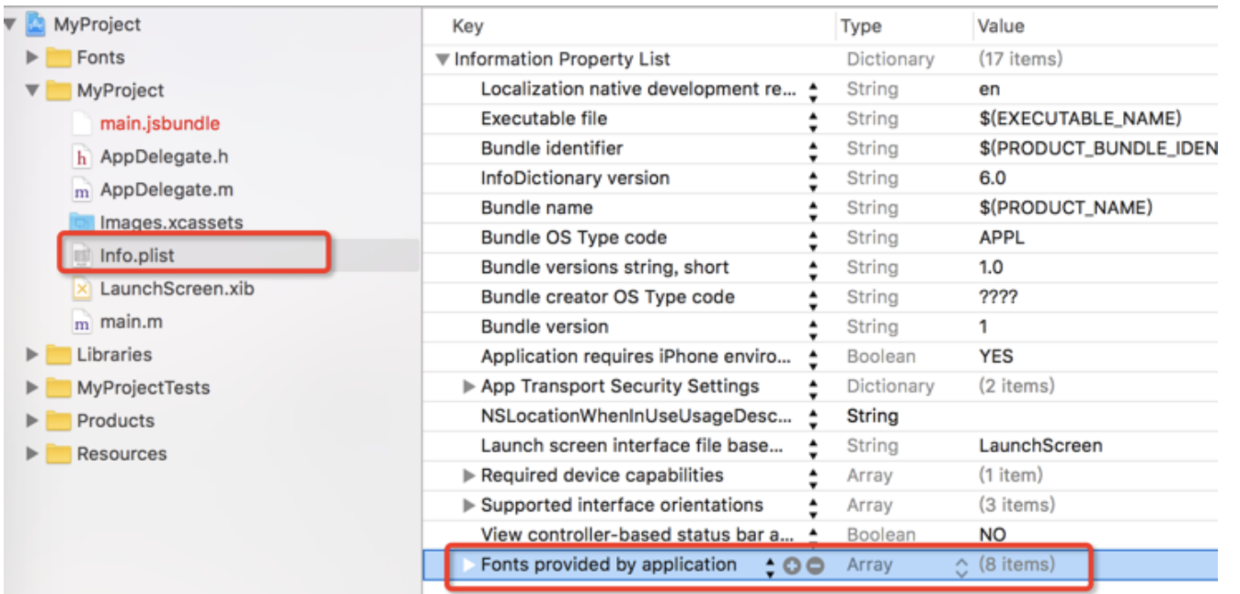 MyProject
Fonts
MyProject
main.jsbundle
h AppDelegate.h
m AppDelegate.m
Images.xcassets
Info.plist
LaunchScreen.xib
m main.m
Libraries
MyProjectTests
Products
Resources
Key Type Value
Information Property List Dictionary (17 items)
Localization native development re... String en
Executable file String $(EXECUTABLE_NAME)
Bundle identifier String $(PRODUCT_BUNDLE_IDEN
InfoDictionary version String 6.0
Bundle name String $(PRODUCT_NAME)
Bundle OS Type code String APPL
Bundle versions string, short String 1.0
Bundle creator OS Type code String ????
Bundle version String 1
Application requires iPhone enviro... Boolean YES
App Transport Security Settings Dictionary (2 items)
NSLocationWhenInUseUsageDesc... String
Launch screen interface file base... String LaunchScreen
Required device capabilities Array (1 item)
Supported interface orientations Array (3 items)
View controller-based status bar a... Boolean NO
Fonts provided by application Array (8 items)